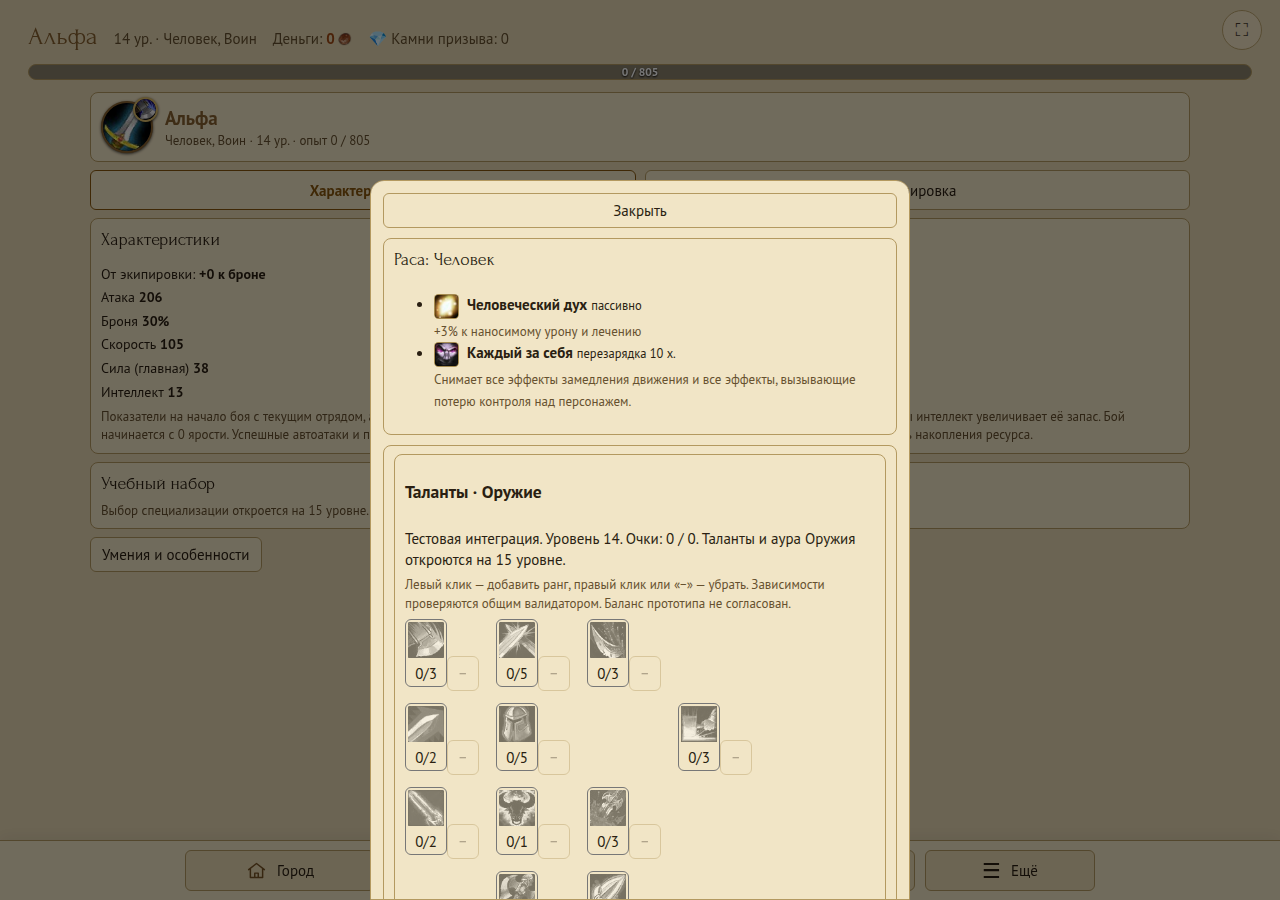 Альфа 14 ур. · Человек, Воин Деньги: 0 Камни призыва: 0
0 / 805
Альфа
Человек, Воин · 14 ур. · опыт 0 / 805
Характер
ировка
Характеристики
От экипировки: +0 к броне
Атака 206
Броня 30%
Скорость 105
Сила (главная) 38
Интеллект 13
Показатели на начало боя с текущим отрядом,
интеллект увеличивает её запас. Бой
начинается с 0 ярости. Успешные автоатаки и п
накопления ресурса.
Учебный набор
Выбор специализации откроется на 15 уровне.
Умения и особенности
Закрыть
Раса: Человек
Человеческий дух пассивно
+3% к наносимому урону и лечению
Каждый за себя перезарядка 10 х.
Снимает все эффекты замедления движения и все эффекты, вызывающие
потерю контроля над персонажем.
Таланты · Оружие
Тестовая интеграция. Уровень 14. Очки: 0 / 0. Таланты и аура Оружия
откроются на 15 уровне.
Левый клик — добавить ранг, правый клик или «−» — убрать. Зависимости
проверяются общим валидатором. Баланс прототипа не согласован.
0/3 − 0/5 − 0/3 −
0/2 − 0/5 − 0/3 −
0/2 − 0/1 − 0/3 −
Город
Ещё